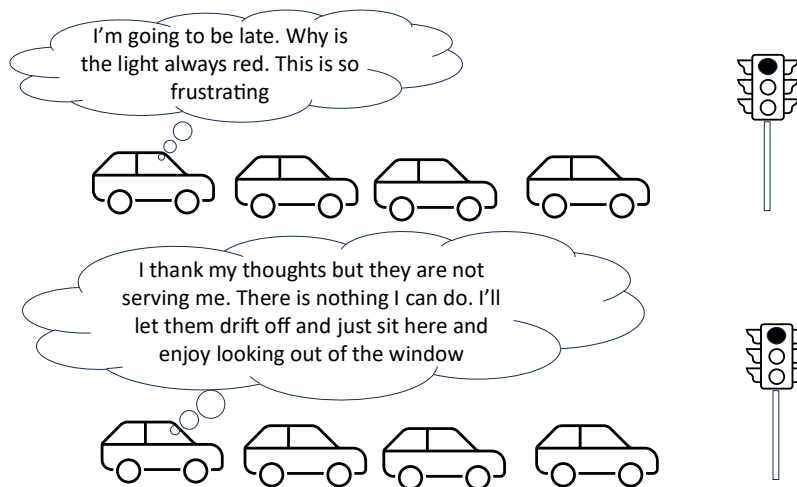 I'm going to be late. Why is
the light always red. This is so
frustrating
I thank my thoughts but they are not
serving me. There is nothing I can do. I'll
let them drift off and just sit here and
enjoy looking out of the window